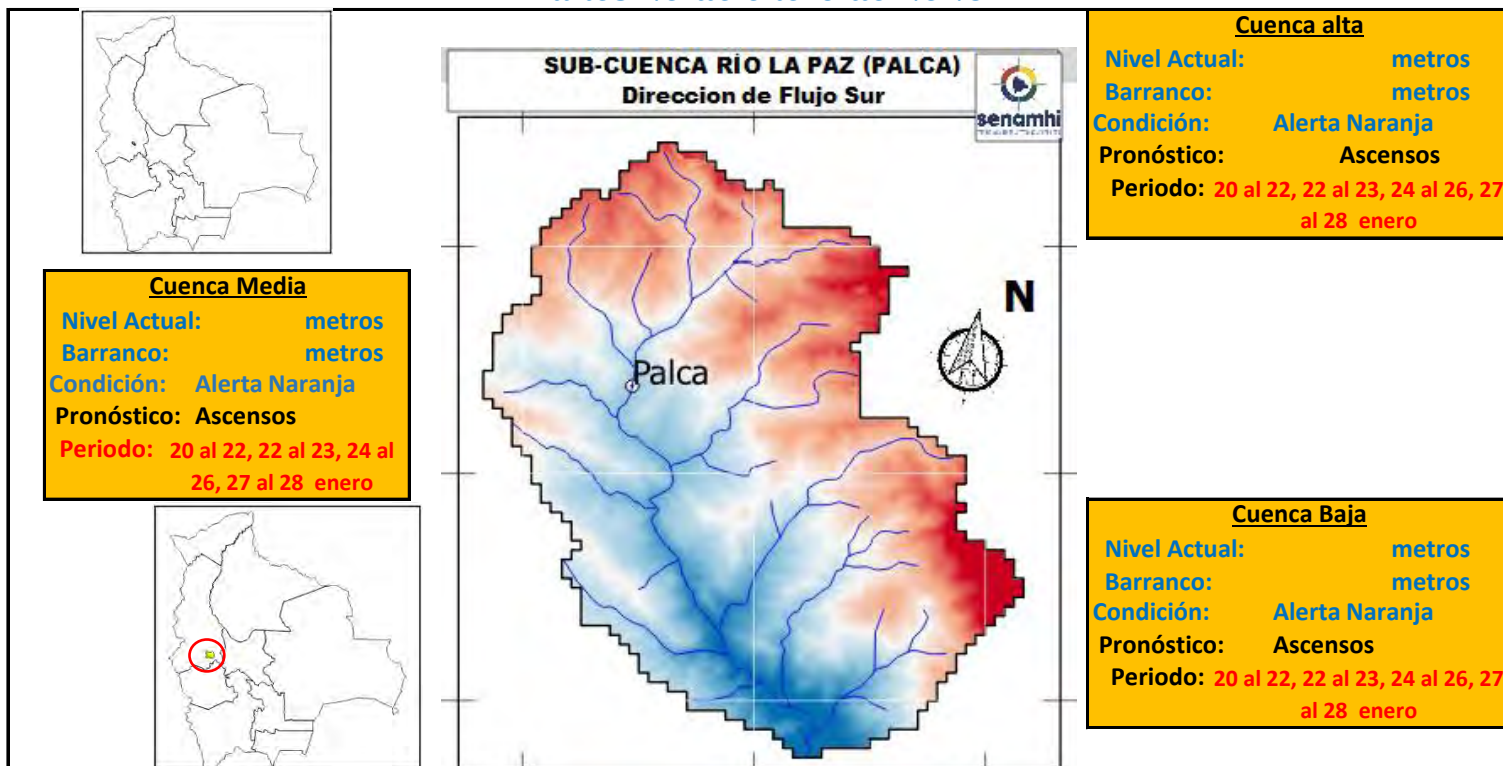 SUB-CUENCA RÍO LA PAZ (PALCA)
Direccion de Flujo Sur
senamhi
Cuenca alta
Nivel Actual: metros
Barranco: metros
Condición: Alerta Naranja
Pronóstico: Ascensos
Periodo: 20 al 22, 22 al 23, 24 al 26, 27
al 28 enero
Cuenca Media
Nivel Actual: metros
Barranco: metros
Condición: Alerta Naranja
Pronóstico: Ascensos
Periodo: 20 al 22, 22 al 23, 24 al
26, 27 al 28 enero
N
Palca
Cuenca Baja
Nivel Actual: metros
Barranco: metros
Condición: Alerta Naranja
Pronóstico: Ascensos
Periodo: 20 al 22, 22 al 23, 24 al 26, 27
al 28 enero